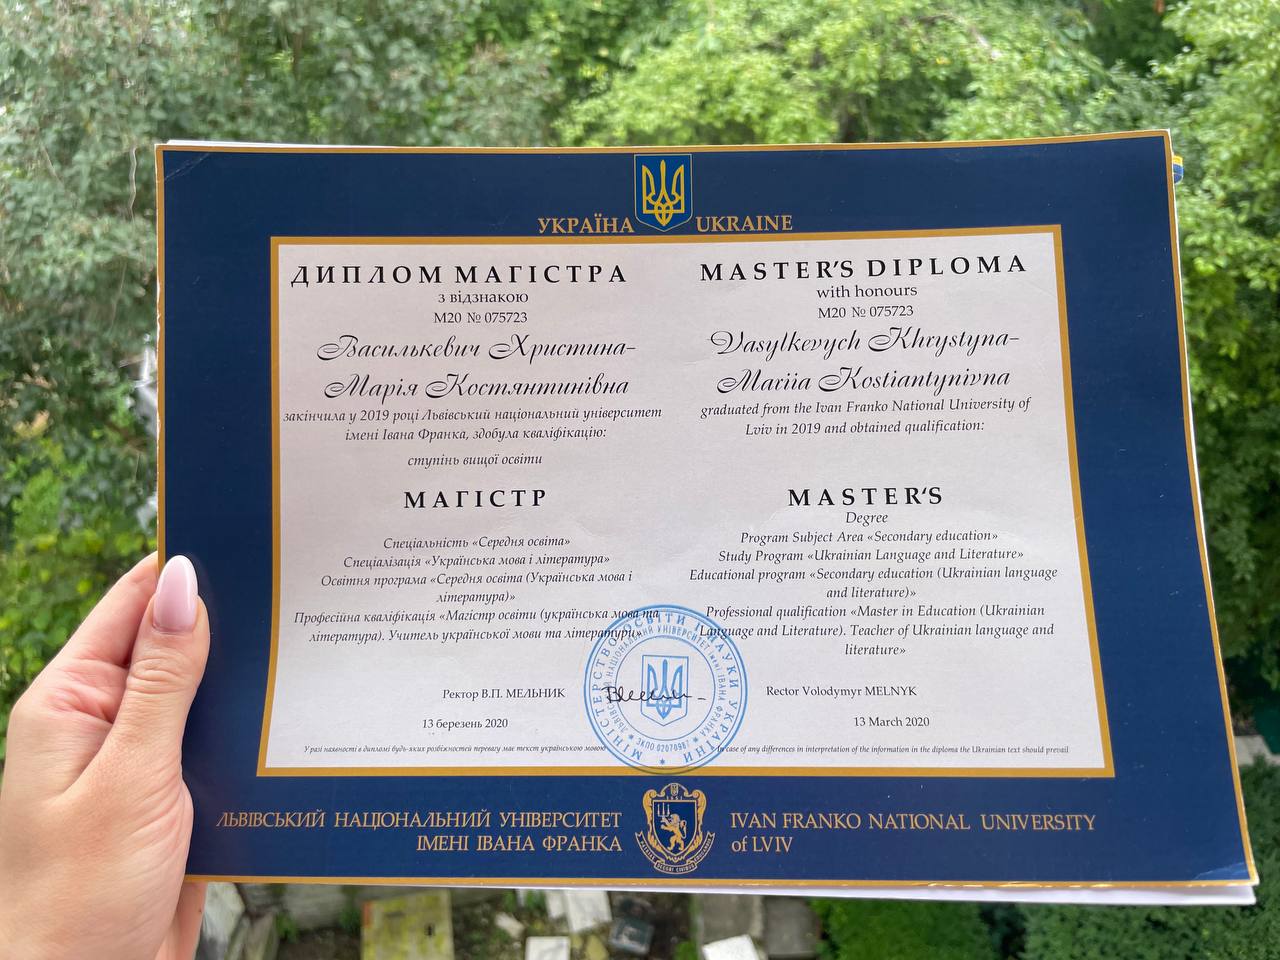 УКРАЇНА
UKRAINE
ДИПЛОМ МАГІСТРА
з відзнакою
М20 № 075723
Василькевич Христина-
Марія Костянтинівна
закінчила у 2019 році Львівський національний університет
імені Івана Франка, здобула кваліфікацію:
ступінь вищої освіти
МАГІСТР
Спеціальність «Середня освіта»
Спеціалізація «Українська мова і література»
Освітня програма «Середня освіта (Українська мова і
література)»
Професійна кваліфікація «Магістр освіти (українська мова та
література). Учитель української мови та літератури»
Ректор В.П. МЕЛЬНИК
13 березень 2020
У разі наявності в дипломі будь-яких розбіжностей перевагу має текст українською мовою
MASTER'S DIPLOMA
with honours
M20 № 075723
Vasylkevych Khrystyna-
Mariia Kostiantynivna
graduated from the Ivan Franko National University of
Lviv in 2019 and obtained qualification:
MASTER'S
Degree
Program Subject Area «Secondary education»
Study Program «Ukrainian Language and Literature»
Educational program «Secondary education (Ukrainian language
and literature)»
Professional qualification «Master in Education (Ukrainian
Language and Literature). Teacher of Ukrainian language and
literature»
Rector Volodymyr MELNYK
13 March 2020
In case of any differences in interpretation of the information in the diploma the Ukrainian text should prevail
МІНІСТЕРСТВО ОСВІТИ І НАУКИ УКРАЇНИ
ЛЬВІВСЬКИЙ НАЦІОНАЛЬНИЙ УНІВЕРСИТЕТ імені ІВАНА ФРАНКА
ЛЬВІВСЬКИЙ НАЦІОНАЛЬНИЙ УНІВЕРСИТЕТ
ІМЕНІ ІВАНА ФРАНКА
IVAN FRANKO NATIONAL UNIVERSITY
of LVIV